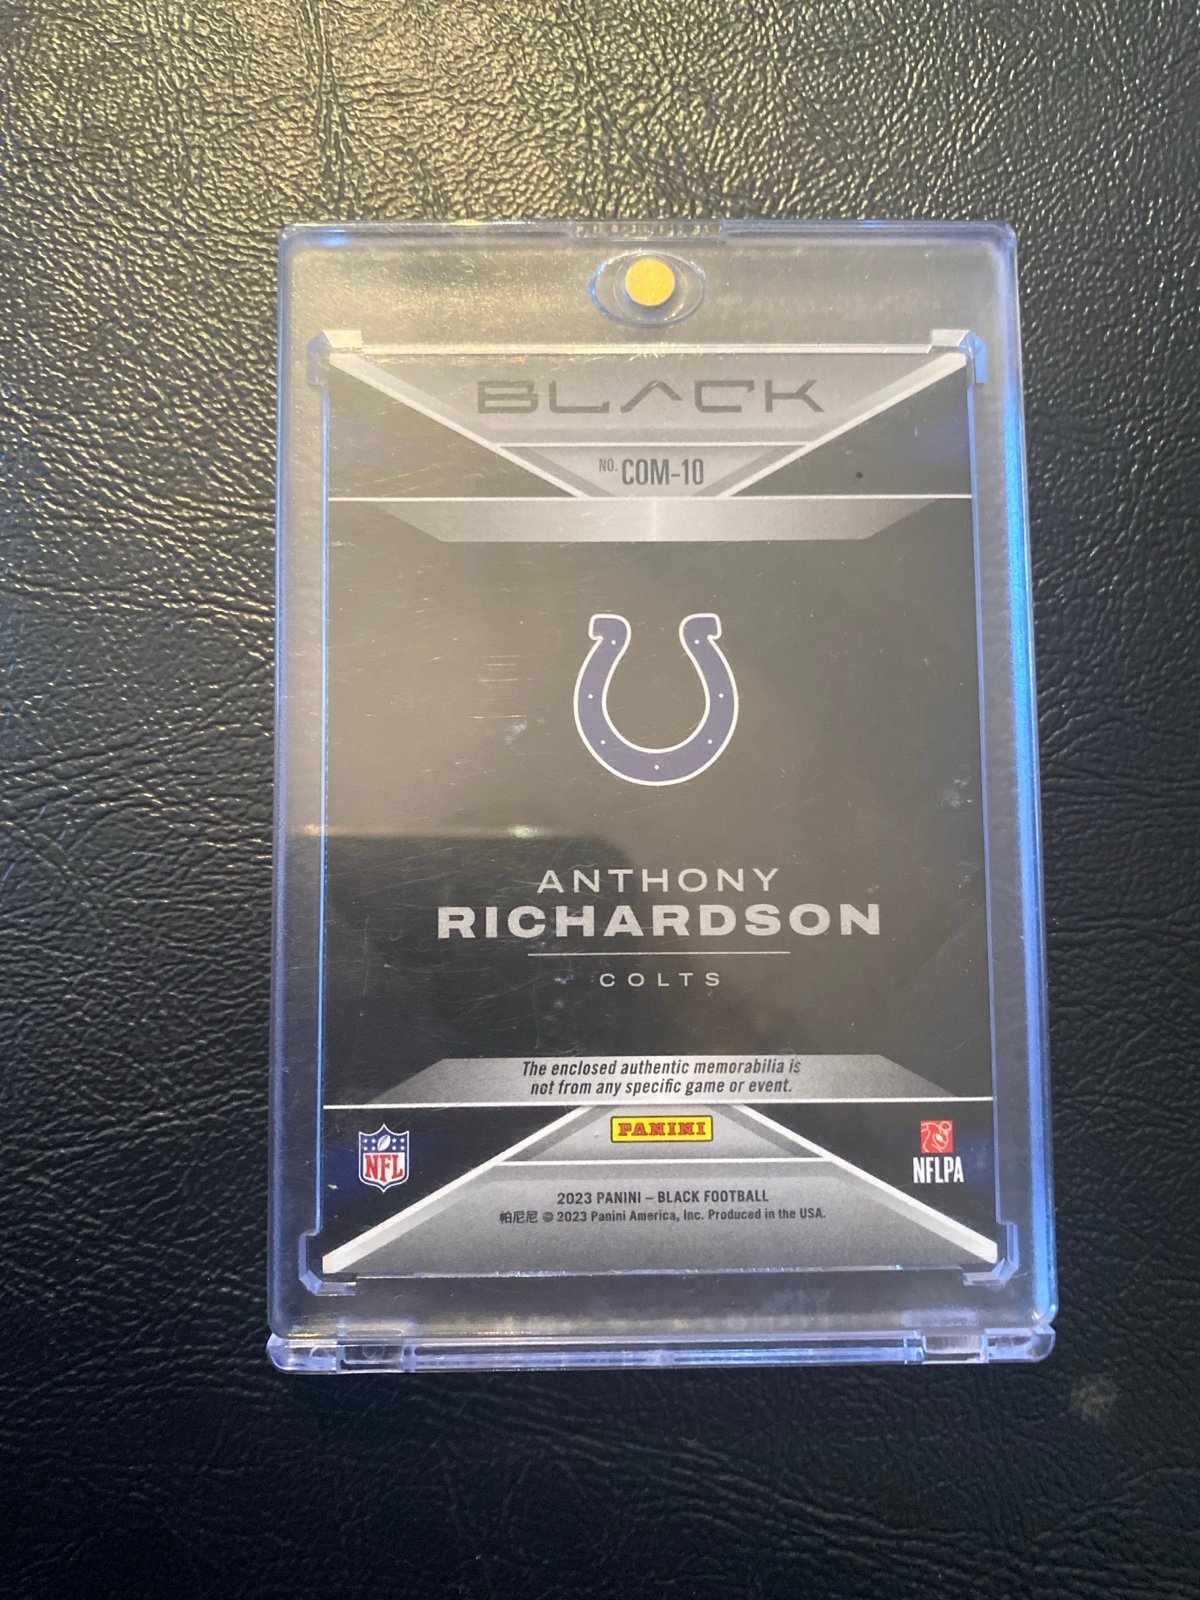 BLACK
NO. COM-10
ANTHONY
RICHARDSON
COLTS
The enclosed authentic memorabilia is
not from any specific game or event.
PANINI
NFL
NFLPA
2023 PANINI – BLACK FOOTBALL
帕尼尼 © 2023 Panini America, Inc. Produced in the USA.